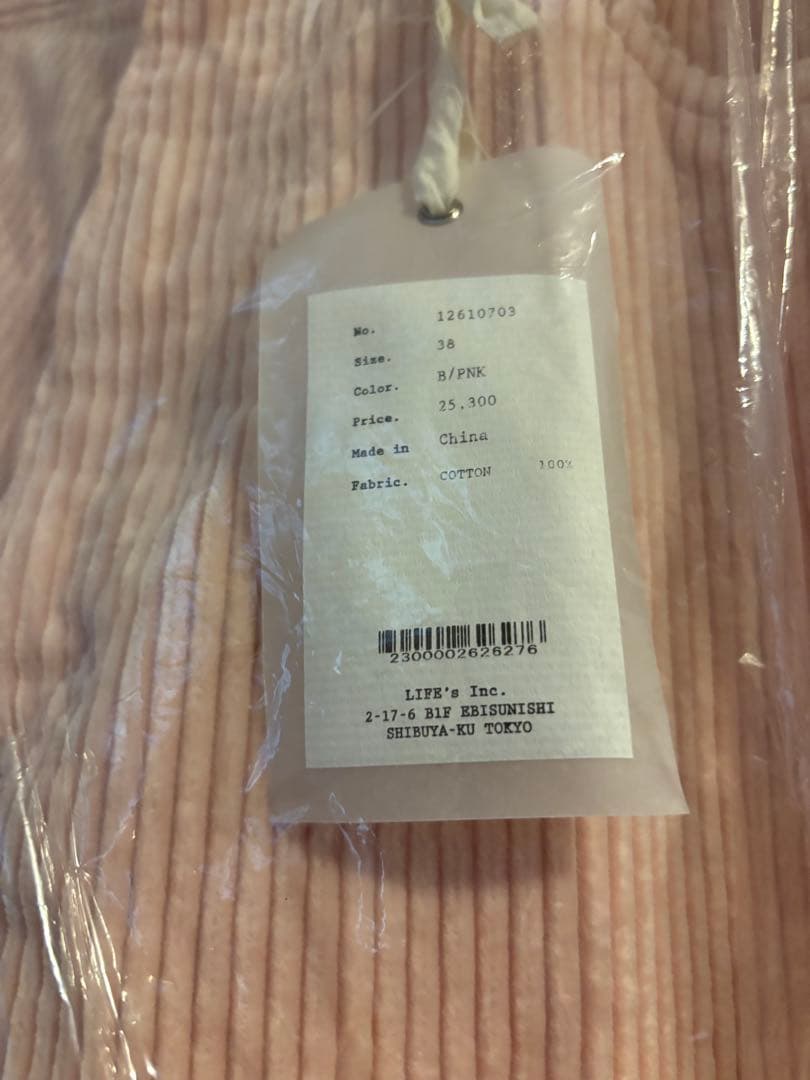 No. 12610703
Size. 38
Color. B/PNK
Price. 25.300
Made in China
Fabric. COTTON 100%
2300002626276
LIFE's Inc.
2-17-6 B1F EBISUNISHI
SHIBUYA-KU TOKYO